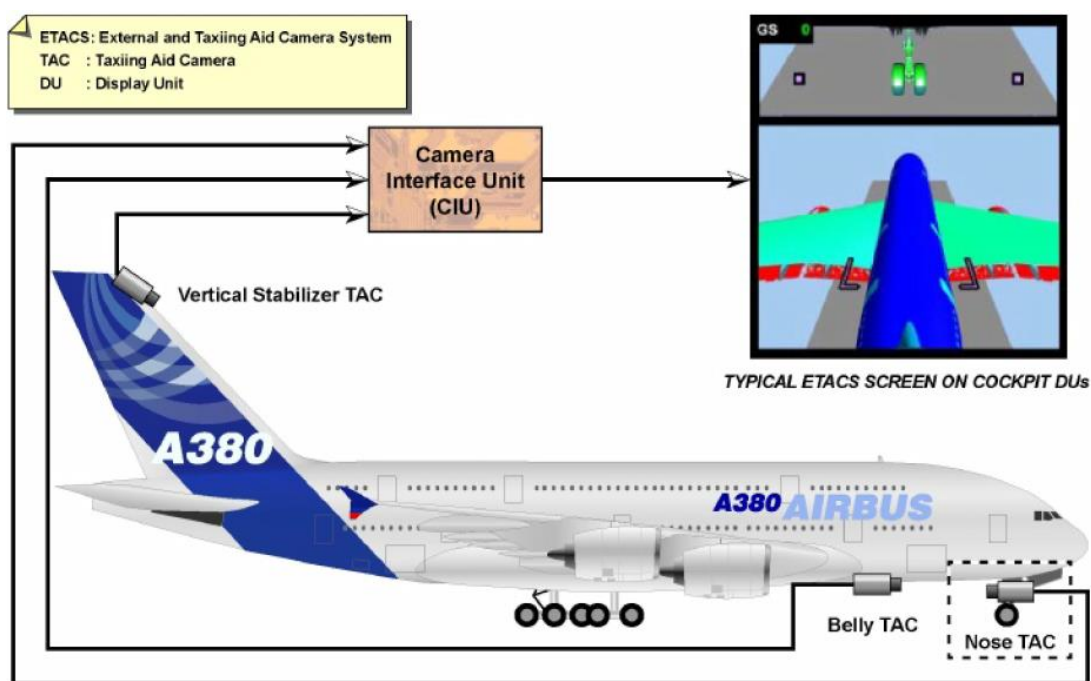 ETACS: External and Taxiing Aid Camera System
TAC : Taxiing Aid Camera
DU : Display Unit
GS 0
Camera
Interface Unit
(CIU)
Vertical Stabilizer TAC
TYPICAL ETACS SCREEN ON COCKPIT DUs
A380
A380 AIRBUS
Belly TAC
Nose TAC